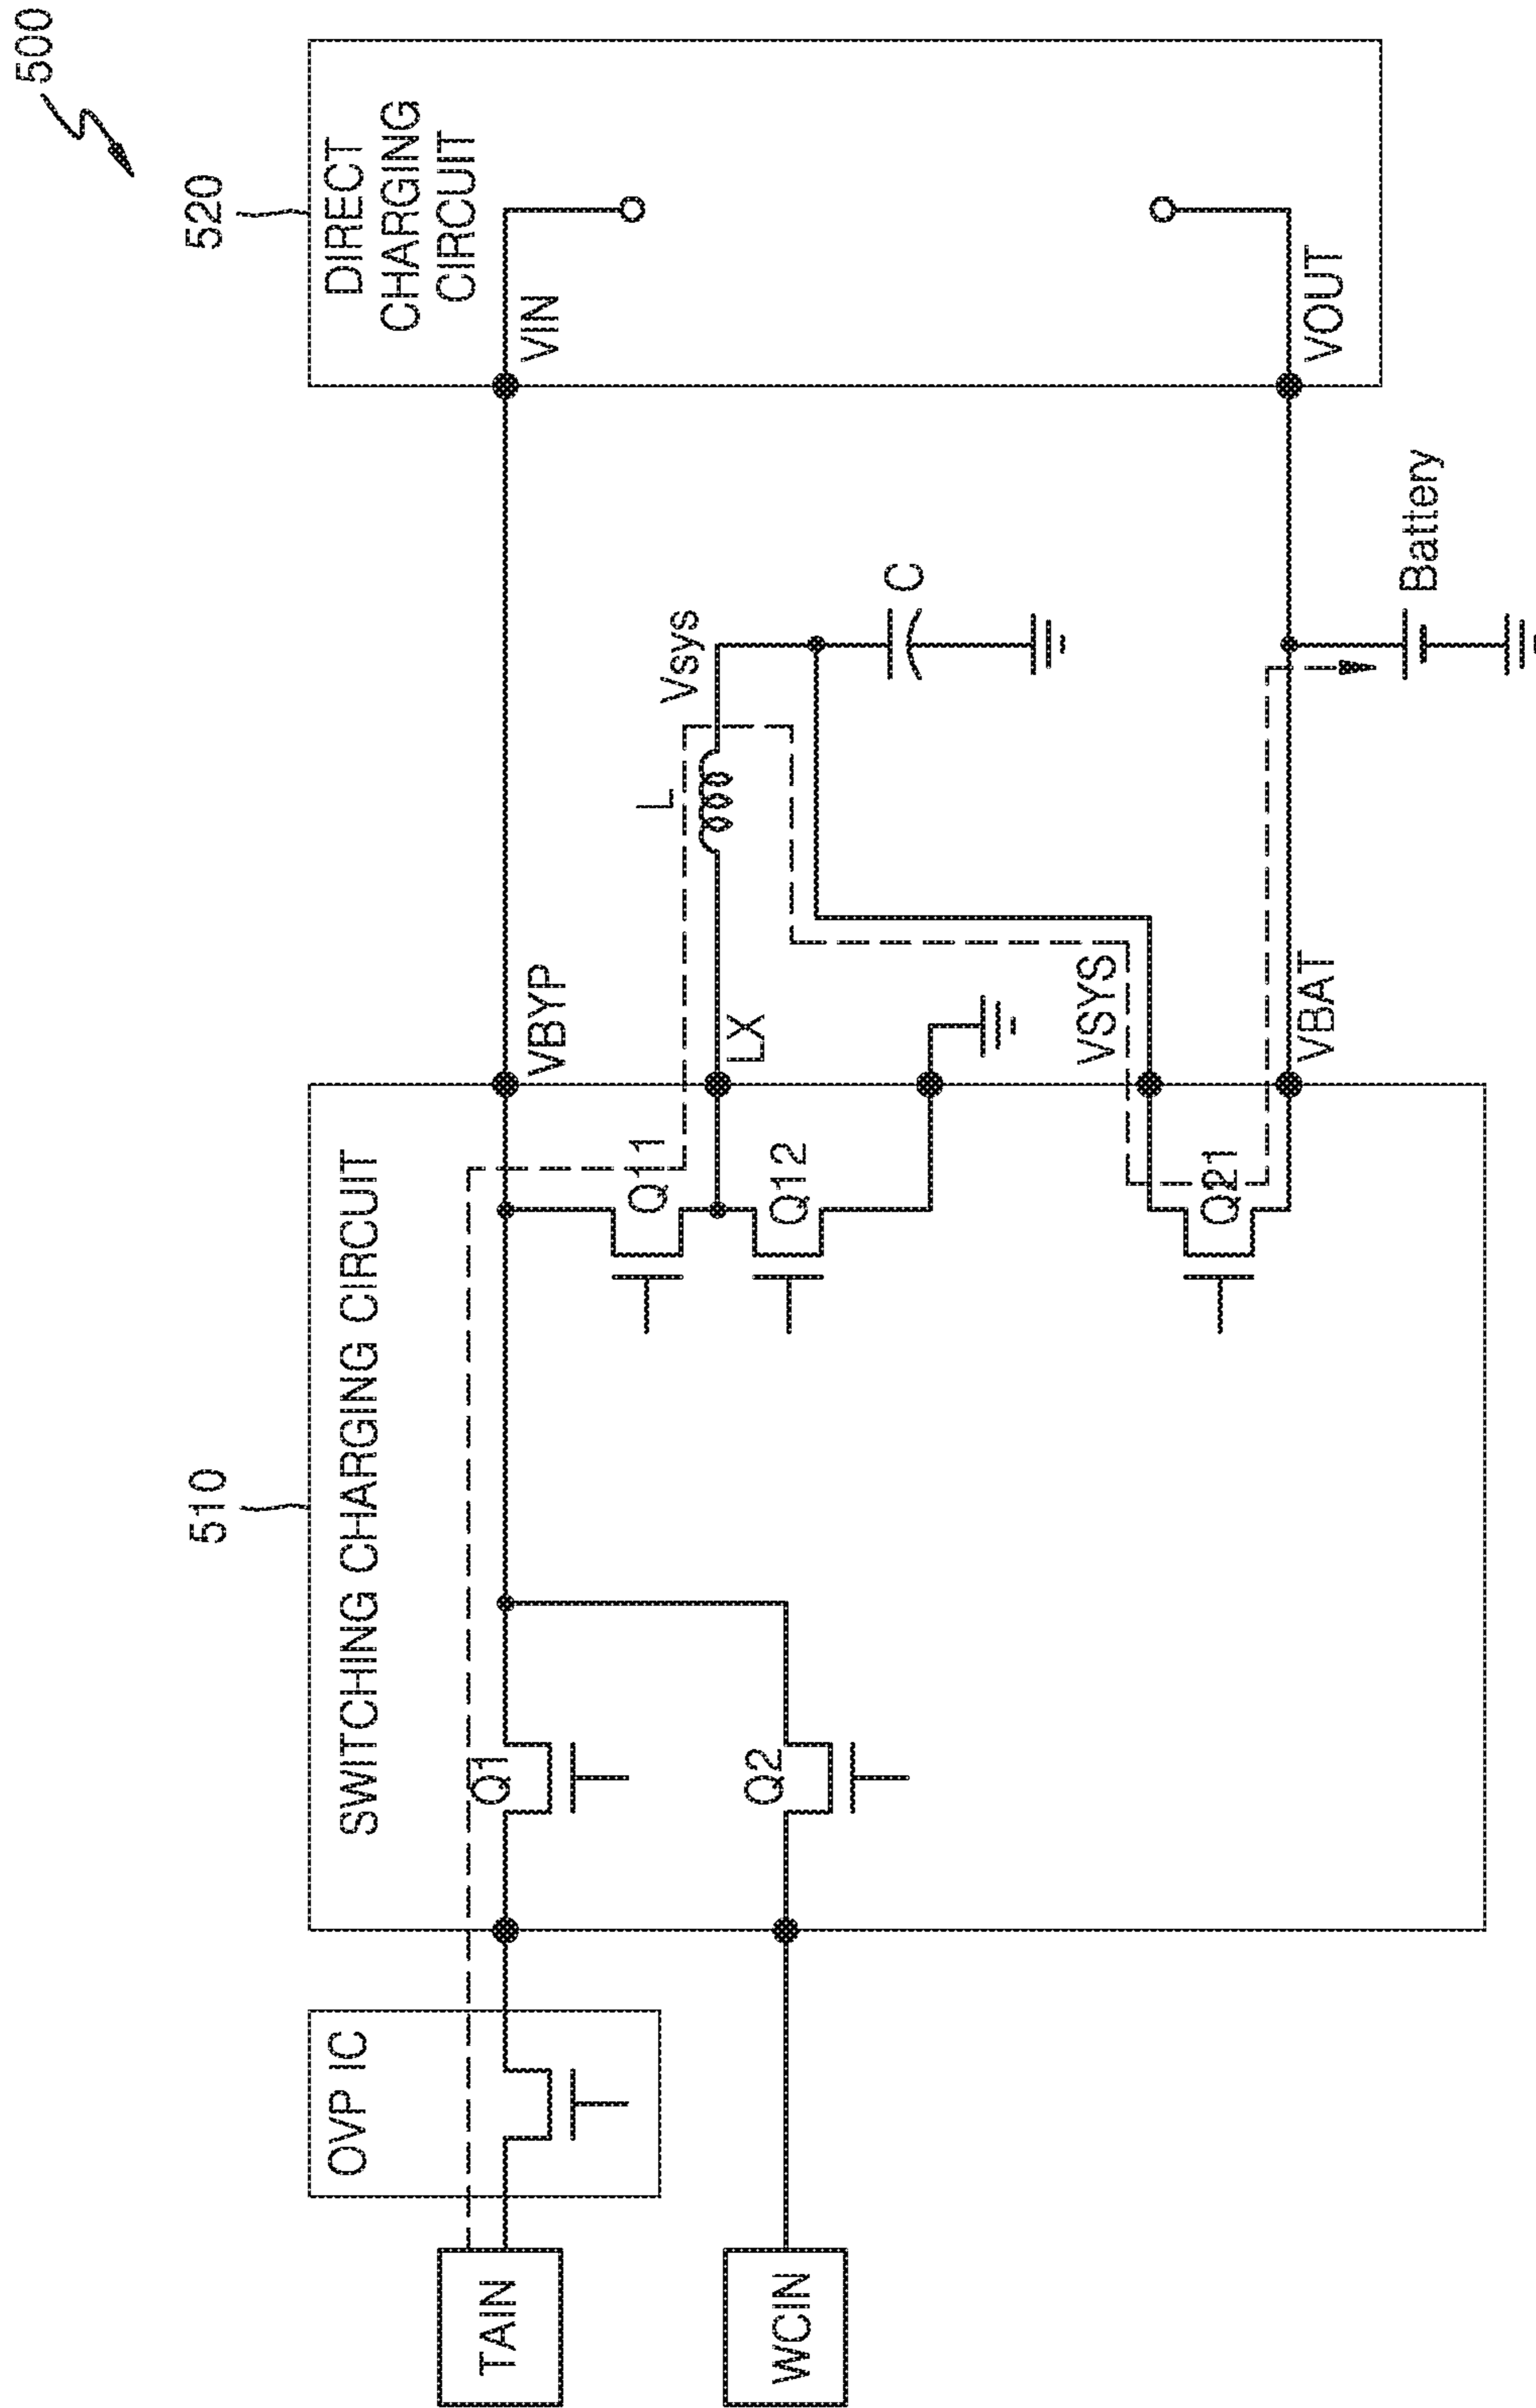 500
510
520
SWITCHING CHARGING CIRCUIT
DIRECT
CHARGING
CIRCUIT
OVP IC
TAIN
WCIN
Q1
Q2
Q11
Q12
Q21
VBYP
LX
VSYS
VBAT
L
Vsys
C
VIN
VOUT
Battery